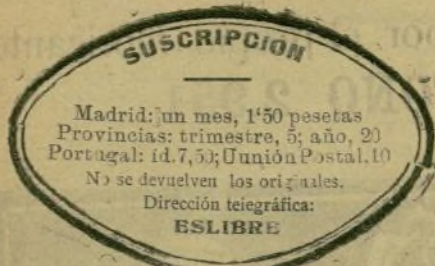 SUSCRIPCION
Madrid: un mes, 1'50 pesetas
Provincias: trimestre, 5; año, 20
Portugal: id. 7,50; Uunión Postal. 10
No se devuelven los originales.
Dirección telegráfica:
ESLIBRE